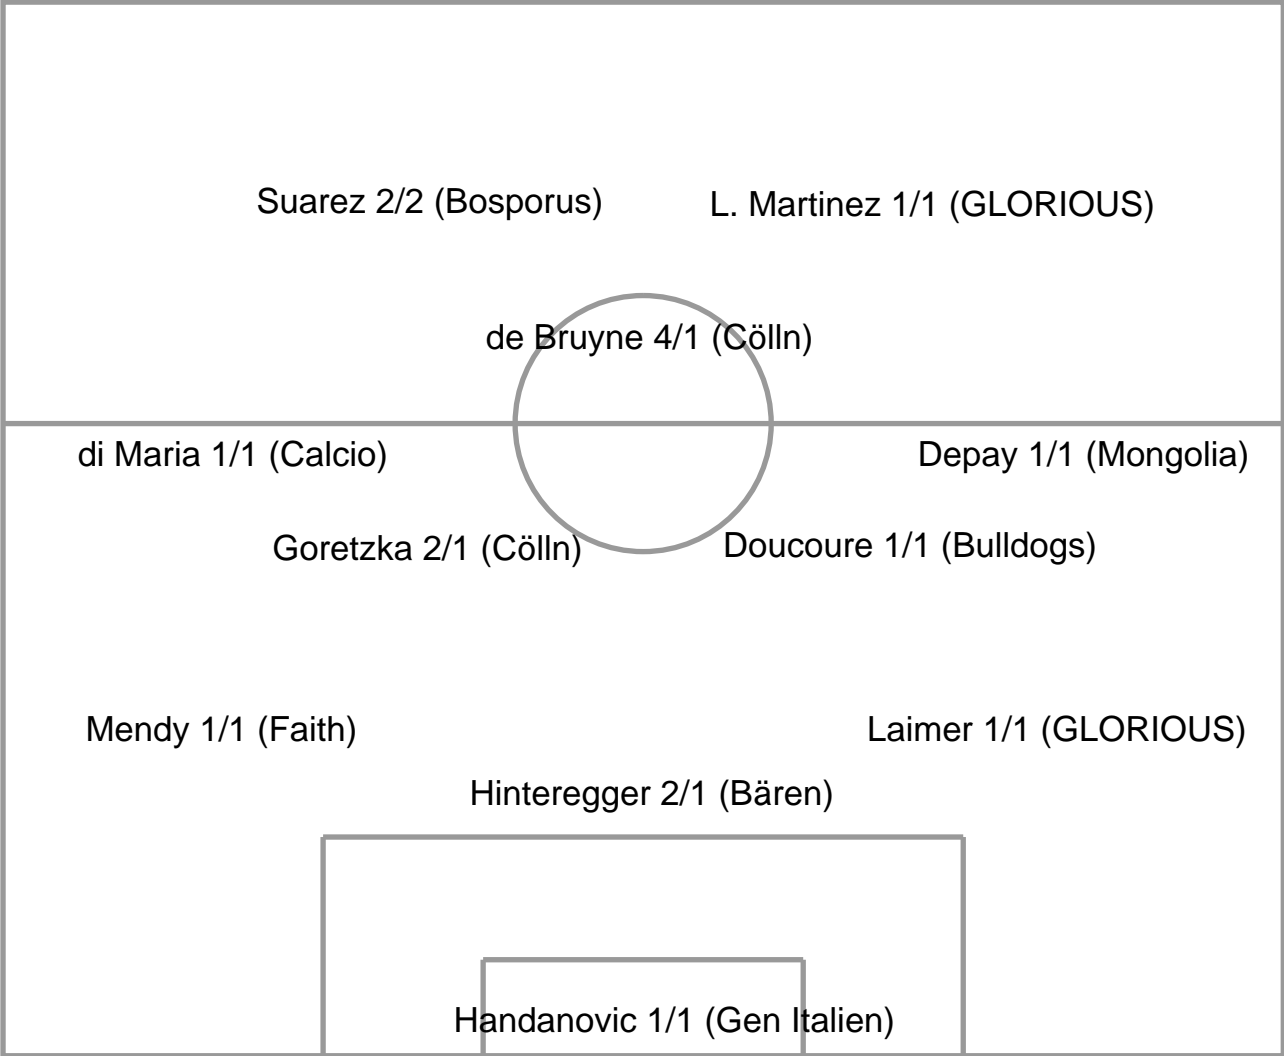 Suarez 2/2 (Bosporus)
L. Martinez 1/1 (GLORIOUS)
de Bruyne 4/1 (Cölln)
di Maria 1/1 (Calcio)
Depay 1/1 (Mongolia)
Goretzka 2/1 (Cölln)
Doucoure 1/1 (Bulldogs)
Mendy 1/1 (Faith)
Laimer 1/1 (GLORIOUS)
Hinteregger 2/1 (Bären)
Handanovic 1/1 (Gen Italien)